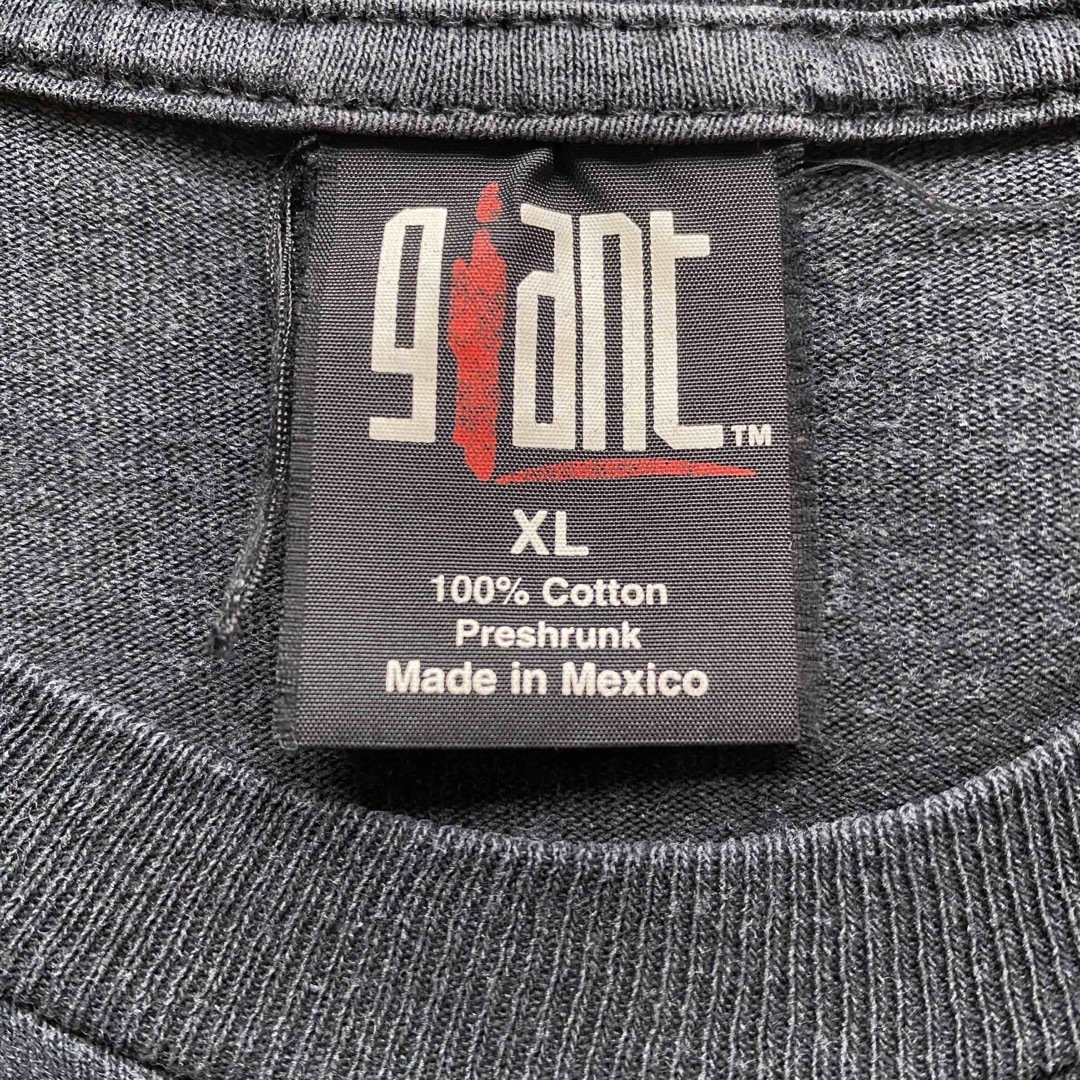 giant™
XL
100% Cotton
Preshrunk
Made in Mexico